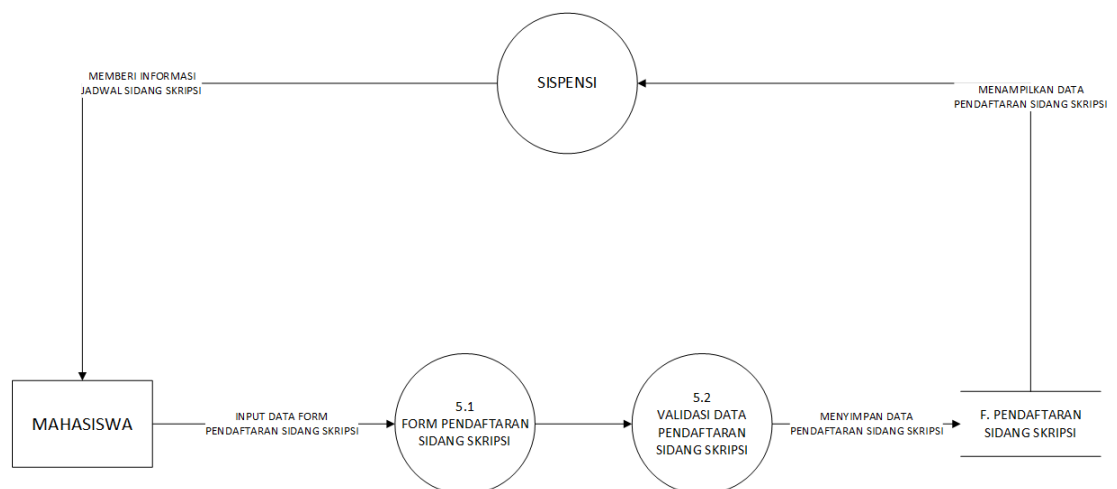 MEMBERI INFORMASI
JADWAL SIDANG SKRIPSI
SISPENSI
MENAMPILKAN DATA
PENDAFTARAN SIDANG SKRIPSI
MAHASISWA
INPUT DATA FORM
PENDAFTARAN SIDANG SKRIPSI
5.1
FORM PENDAFTARAN
SIDANG SKRIPSI
5.2
VALIDASI DATA
PENDAFTARAN
SIDANG SKRIPSI
MENYIMPAN DATA
PENDAFTARAN SIDANG SKRIPSI
F. PENDAFTARAN
SIDANG SKRIPSI